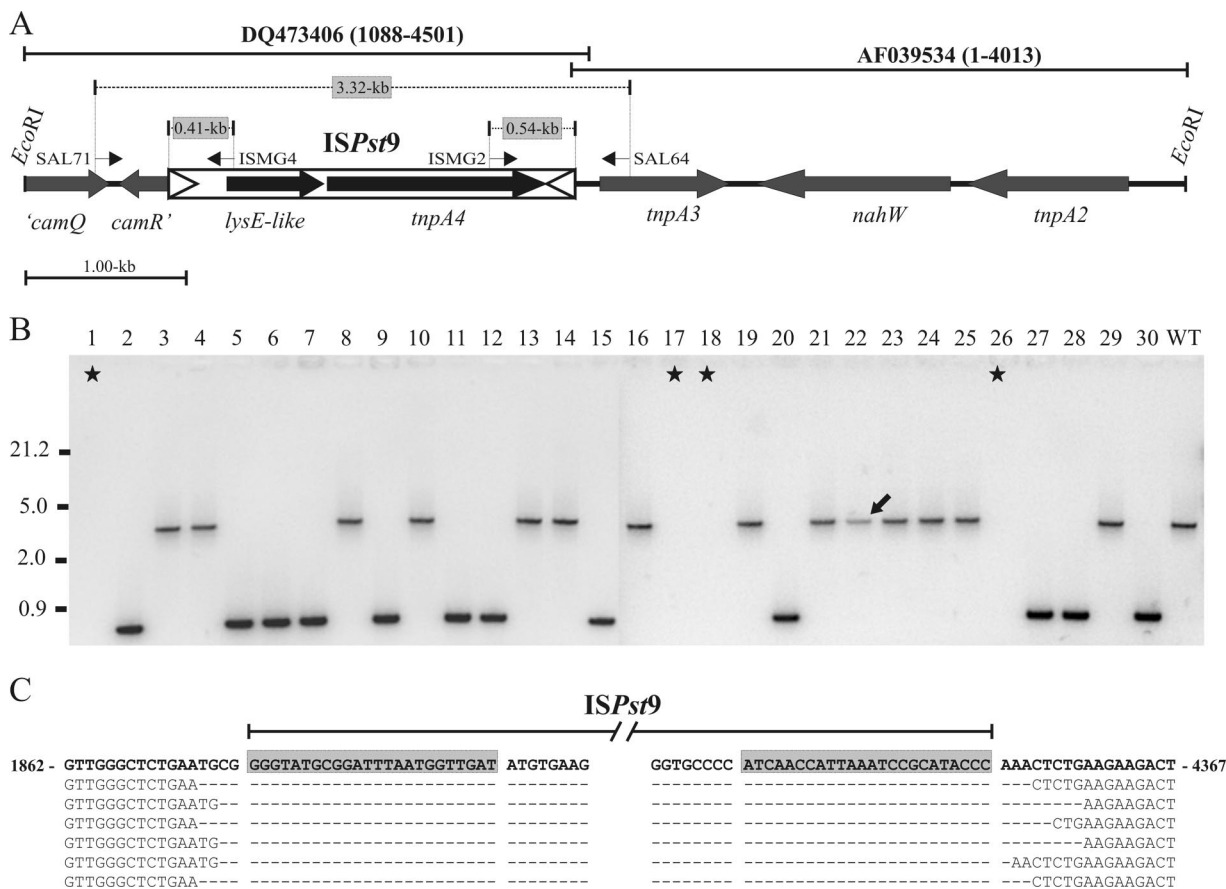 A
DQ473406 (1088-4501)
AF039534 (1-4013)
3.32-kb
EcoRI
0.41-kb
ISPst9
0.54-kb
EcoRI
SAL71
ISMG4
ISMG2
SAL64
'camQ
camR'
lysE-like
tnpA4
tnpA3
nahW
tnpA2
1.00-kb
B
1 2 3 4 5 6 7 8 9 10 11 12 13 14 15 16 17 18 19 20 21 22 23 24 25 26 27 28 29 30 WT
21.2
5.0
2.0
0.9
C
ISPst9
1862 - GTTGGGCTCTGAATGCG GGGTATGCGGATTTAATGGTTGAT ATGTGAAG GGTGCCCC ATCAACCATTAAATCCGCATACCC AAACTCTGAAGAAGACT - 4367
GTTGGGCTCTGAA---- ------------------------ -------- -------- ------------------------ ---CTCTGAAGAAGACT
GTTGGGCTCTGAATG-- ------------------------ -------- -------- ------------------------ --------AAGAAGACT
GTTGGGCTCTGAA---- ------------------------ -------- -------- ------------------------ -----CTGAAGAAGACT
GTTGGGCTCTGAATG-- ------------------------ -------- -------- ------------------------ --------AAGAAGACT
GTTGGGCTCTGAATG-- ------------------------ -------- -------- ------------------------ -AACTCTGAAGAAGACT
GTTGGGCTCTGAA---- ------------------------ -------- -------- ------------------------ ---CTCTGAAGAAGACT